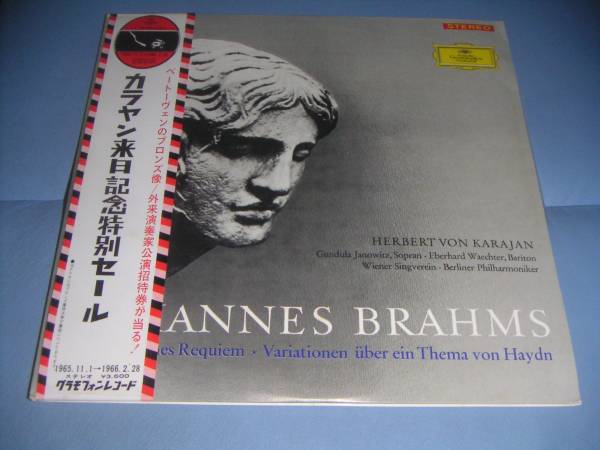 カラヤン来日記念特別セール
ベートーヴェンのブロンズ像/外来演奏家公演招待券が当る!
1965.11.1→1966.2.28
ステレオ ¥3,600
グラモフォンレコード
STEREO
HERBERT VON KARAJAN
Gundula Janowitz, Sopran · Eberhard Waechter, Bariton
Wiener Singverein · Berliner Philharmoniker
ANNES BRAHMS
es Requiem · Variationen über ein Thema von Haydn